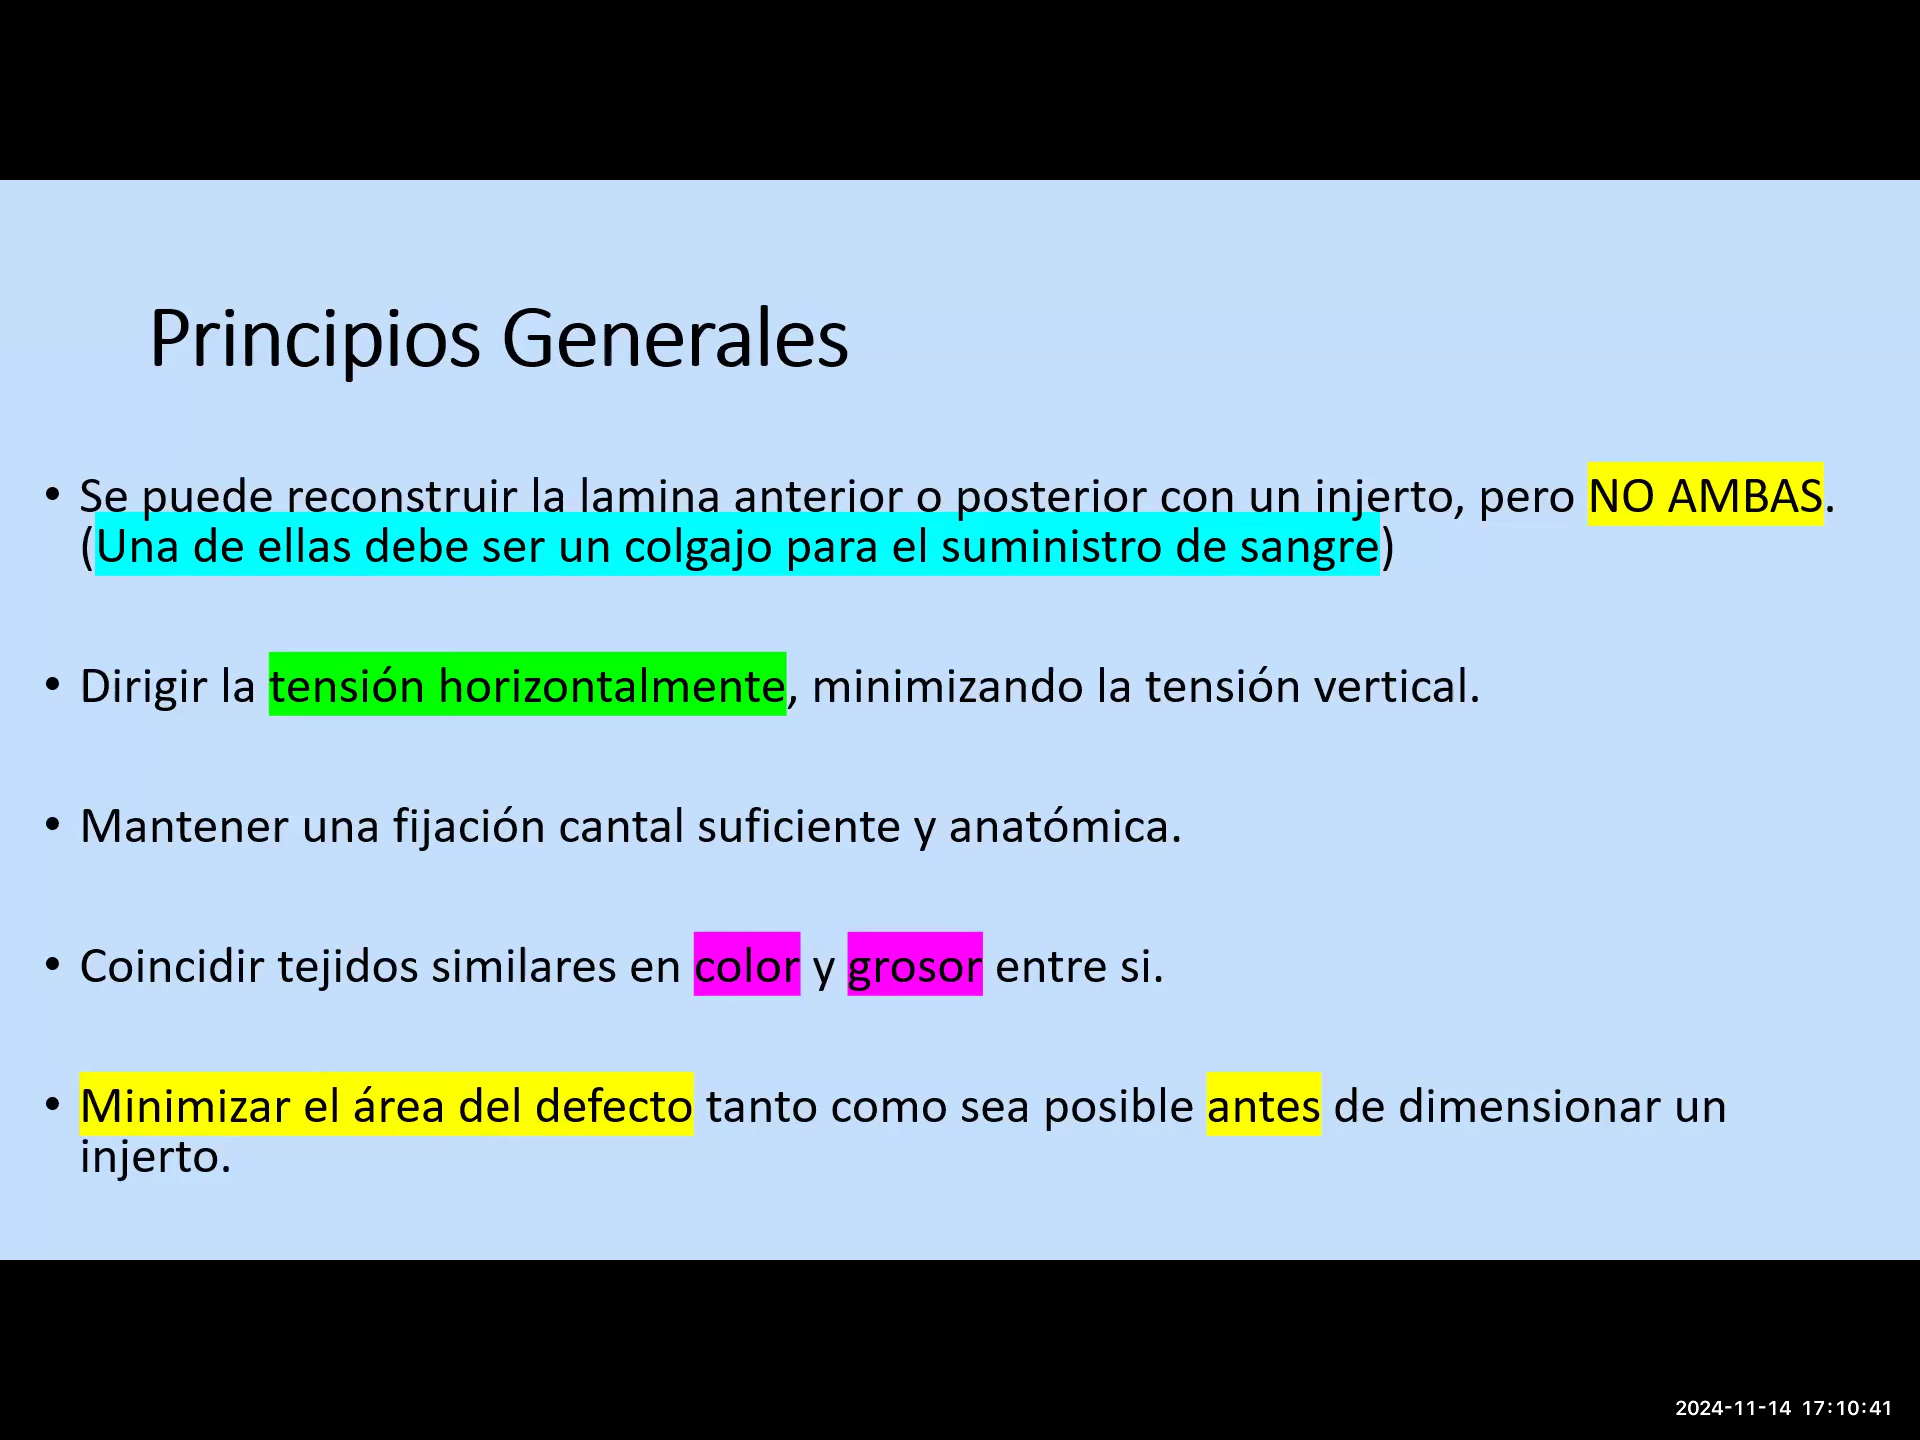 Principios Generales
• Se puede reconstruir la lamina anterior o posterior con un injerto, pero NO AMBAS.
(Una de ellas debe ser un colgajo para el suministro de sangre)
• Dirigir la tensión horizontalmente, minimizando la tensión vertical.
• Mantener una fijación cantal suficiente y anatómica.
• Coincidir tejidos similares en color y grosor entre si.
• Minimizar el área del defecto tanto como sea posible antes de dimensionar un
injerto.
2024-11-14 17:10:41